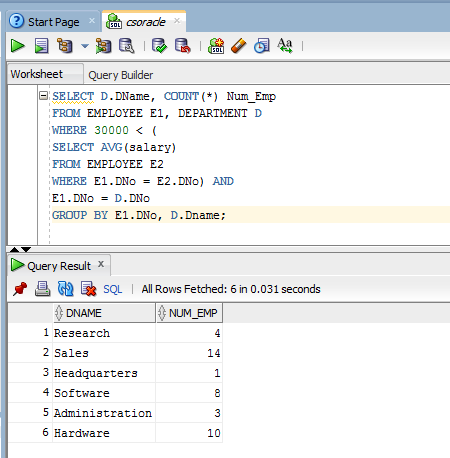 Start Page
csoracle
Aa
Worksheet
Query Builder
SELECT D.DName, COUNT(*) Num_Emp
FROM EMPLOYEE E1, DEPARTMENT D
WHERE 30000 < (
SELECT AVG(salary)
FROM EMPLOYEE E2
WHERE E1.DNo = E2.DNo) AND
E1.DNo = D.DNo
GROUP BY E1.DNo, D.Dname;
Query Result x
SQL | All Rows Fetched: 6 in 0.031 seconds
DNAME NUM_EMP
1 Research 4
2 Sales 14
3 Headquarters 1
4 Software 8
5 Administration 3
6 Hardware 10